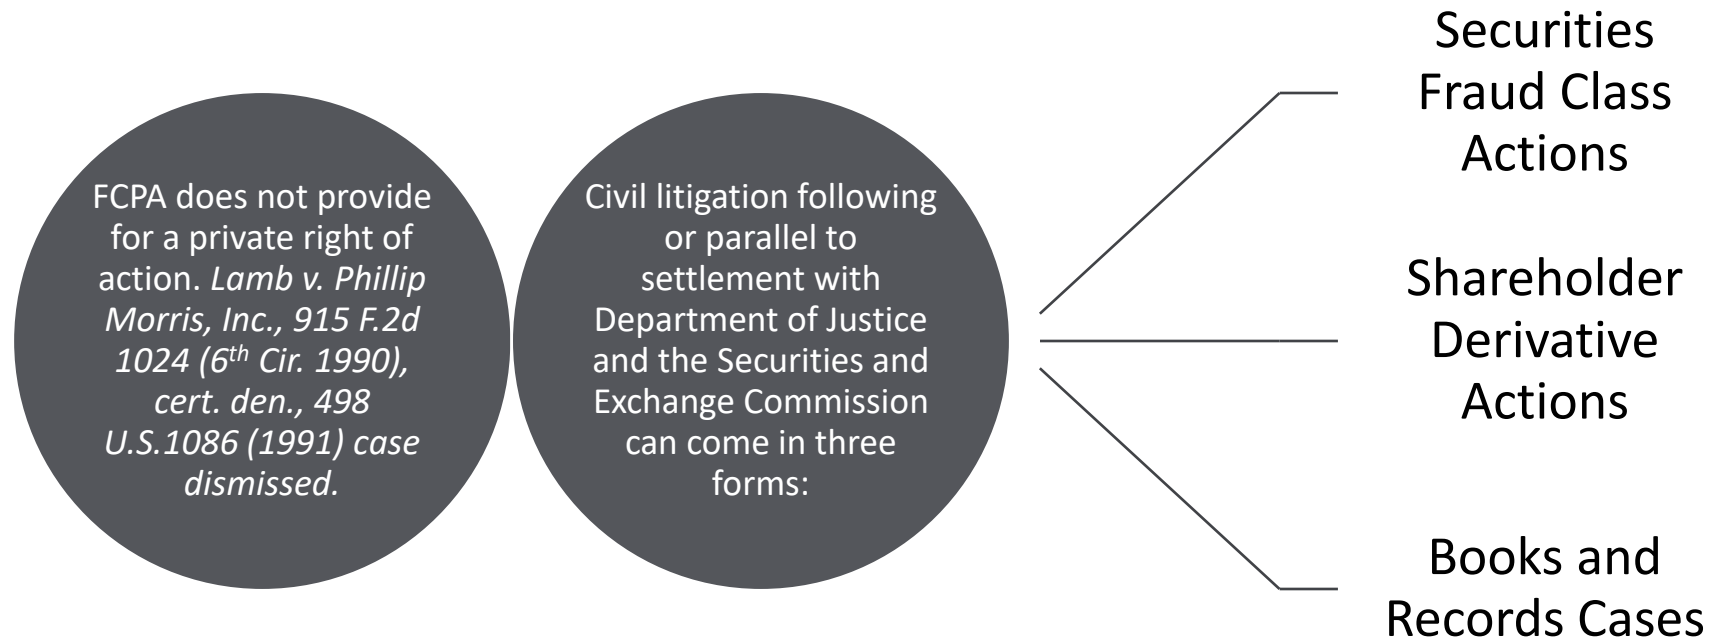 FCPA does not provide
for a private right of
action. Lamb v. Phillip
Morris, Inc., 915 F.2d
1024 (6th Cir. 1990),
cert. den., 498
U.S.1086 (1991) case
dismissed.
Civil litigation following
or parallel to
settlement with
Department of Justice
and the Securities and
Exchange Commission
can come in three
forms:
Securities
Fraud Class
Actions
Shareholder
Derivative
Actions
Books and
Records Cases